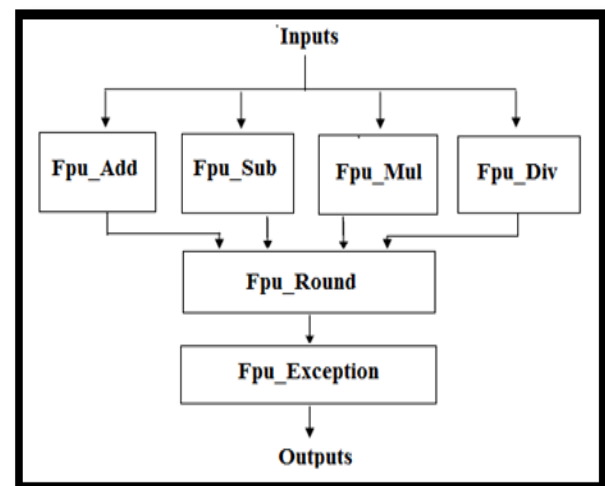 Inputs
Fpu_Add Fpu_Sub Fpu_Mul Fpu_Div
Fpu_Round
Fpu_Exception
Outputs